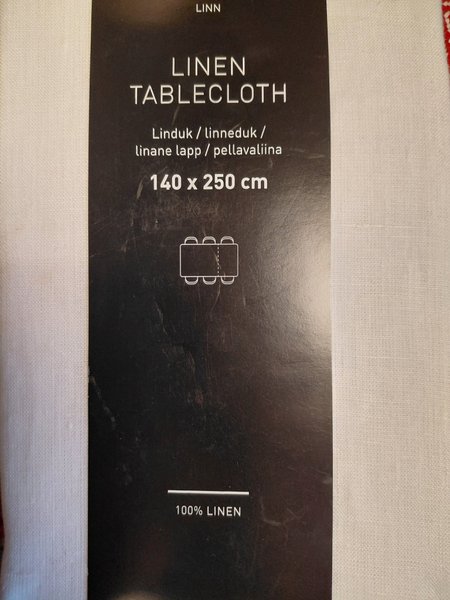 LINN
LINEN
TABLECLOTH
Linduk / linneduk /
linane lapp / pellavaliina
140 x 250 cm
100% LINEN